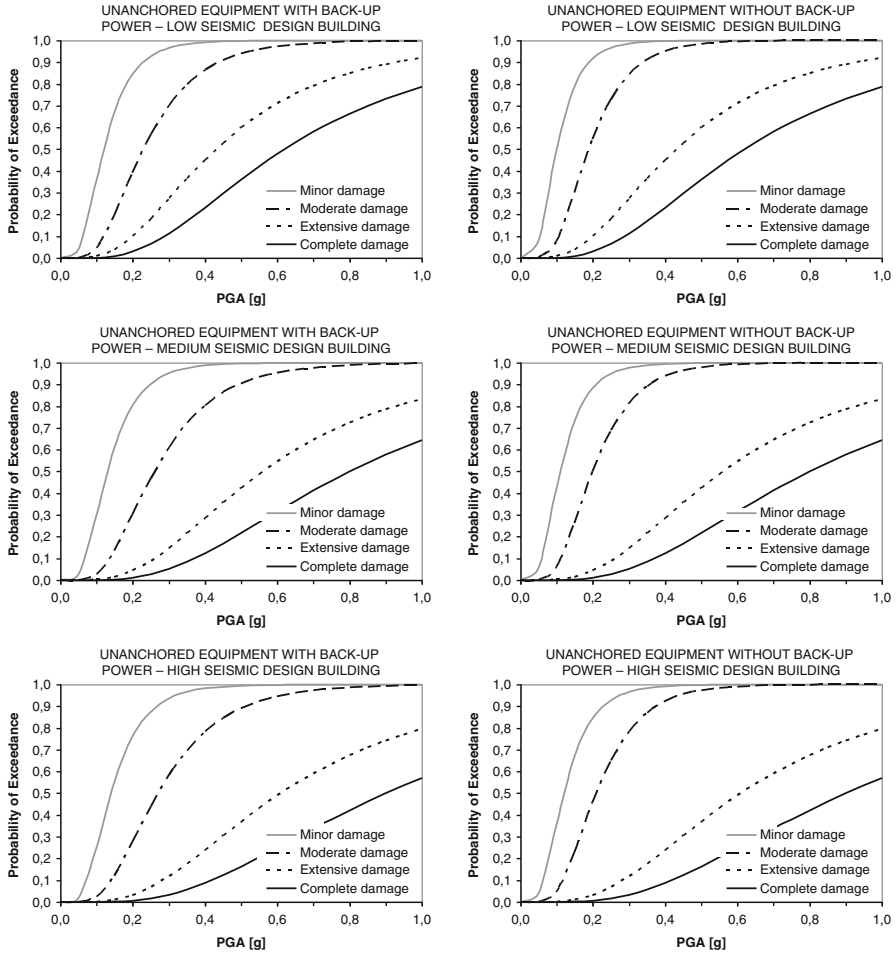 UNANCHORED EQUIPMENT WITH BACK-UP
POWER – LOW SEISMIC DESIGN BUILDING
Probability of Exceedance
1,0
0,9
0,8
0,7
0,6
0,5
0,4
0,3
0,2
0,1
0,0
Minor damage
Moderate damage
Extensive damage
Complete damage
0,0 0,2 0,4 0,6 0,8 1,0
PGA [g]
UNANCHORED EQUIPMENT WITHOUT BACK-UP
POWER – LOW SEISMIC DESIGN BUILDING
Probability of Exceedance
1,0
0,9
0,8
0,7
0,6
0,5
0,4
0,3
0,2
0,1
0,0
Minor damage
Moderate damage
Extensive damage
Complete damage
0,0 0,2 0,4 0,6 0,8 1,0
PGA [g]
UNANCHORED EQUIPMENT WITH BACK-UP
POWER – MEDIUM SEISMIC DESIGN BUILDING
Probability of Exceedance
1,0
0,9
0,8
0,7
0,6
0,5
0,4
0,3
0,2
0,1
0,0
Minor damage
Moderate damage
Extensive damage
Complete damage
0,0 0,2 0,4 0,6 0,8 1,0
PGA [g]
UNANCHORED EQUIPMENT WITHOUT BACK-UP
POWER – MEDIUM SEISMIC DESIGN BUILDING
Probability of Exceedance
1,0
0,9
0,8
0,7
0,6
0,5
0,4
0,3
0,2
0,1
0,0
Minor damage
Moderate damage
Extensive damage
Complete damage
0,0 0,2 0,4 0,6 0,8 1,0
PGA [g]
UNANCHORED EQUIPMENT WITH BACK-UP
POWER – HIGH SEISMIC DESIGN BUILDING
Probability of Exceedance
1,0
0,9
0,8
0,7
0,6
0,5
0,4
0,3
0,2
0,1
0,0
Minor damage
Moderate damage
Extensive damage
Complete damage
0,0 0,2 0,4 0,6 0,8 1,0
PGA [g]
UNANCHORED EQUIPMENT WITHOUT BACK-UP
POWER – HIGH SEISMIC DESIGN BUILDING
Probability of Exceedance
1,0
0,9
0,8
0,7
0,6
0,5
0,4
0,3
0,2
0,1
0,0
Minor damage
Moderate damage
Extensive damage
Complete damage
0,0 0,2 0,4 0,6 0,8 1,0
PGA [g]